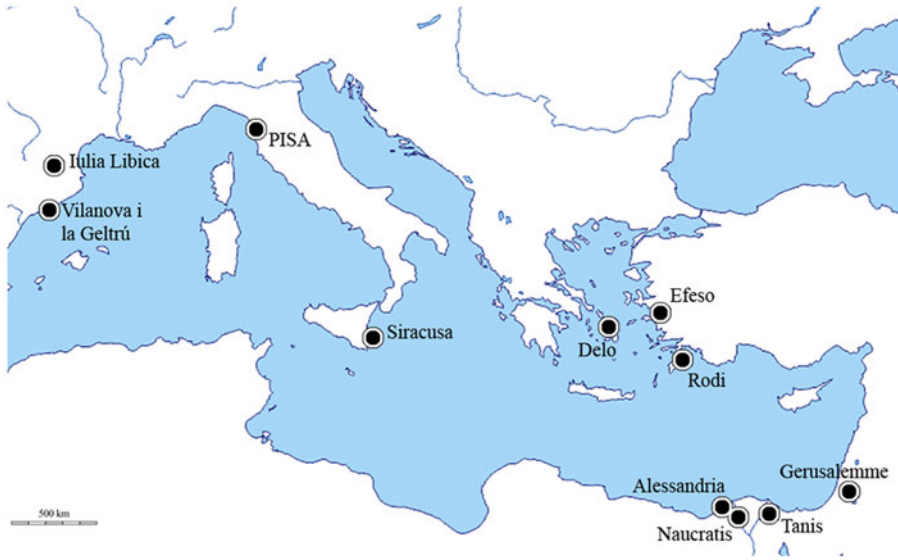 PISA
Iulia Libica
Vilanova i
la Geltrú
Efeso
Siracusa
Delo
Rodi
Gerusalemme
Alessandria
500 km
Naucratis
Tanis